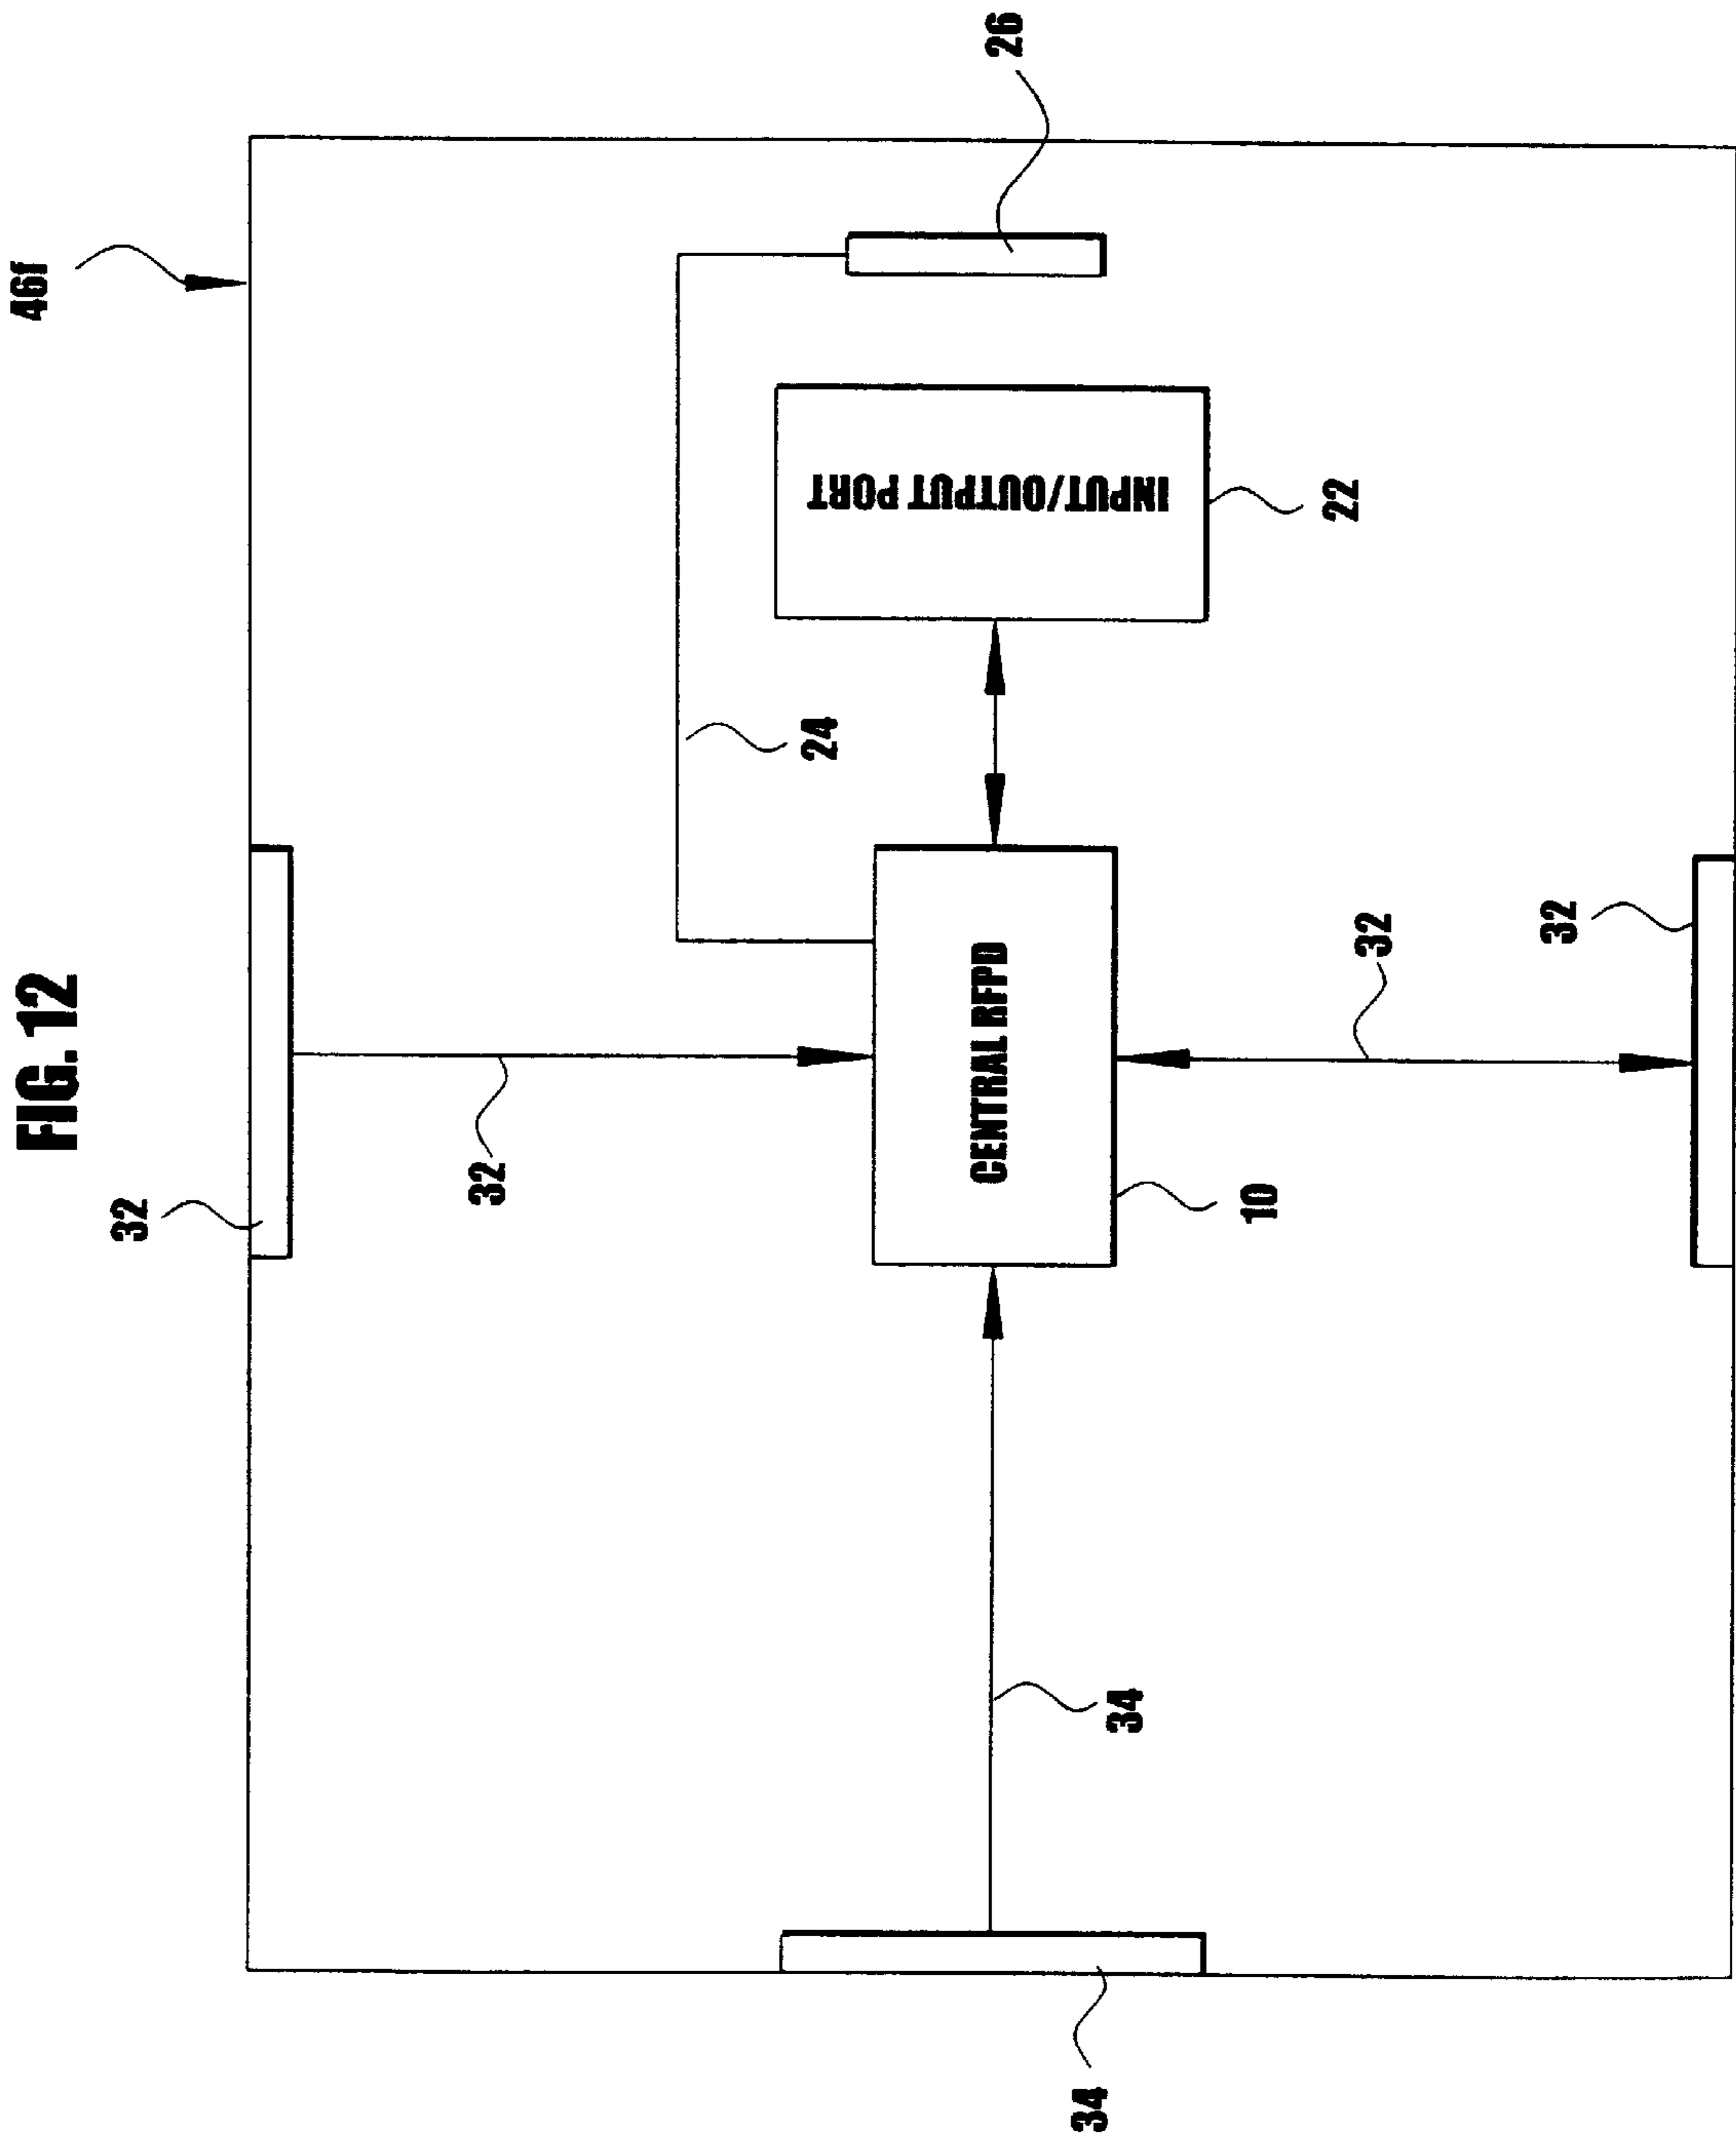 FIG. 12
46f
32
32
24
CENTRAL RFPD
INPUT/OUTPUT PORT
26
34
34
10
22
32
32